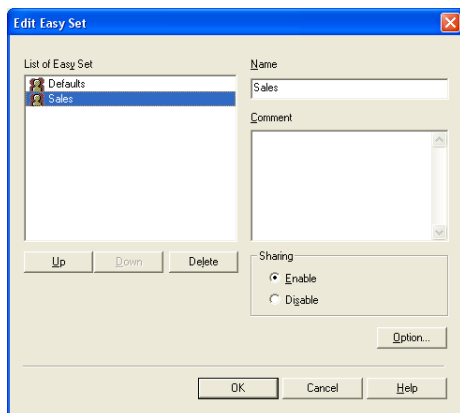 Edit Easy Set
List of Easy Set
Defaults
Sales
Up
Down
Delete
Name
Sales
Comment
Sharing
Enable
Disable
Option...
OK
Cancel
Help